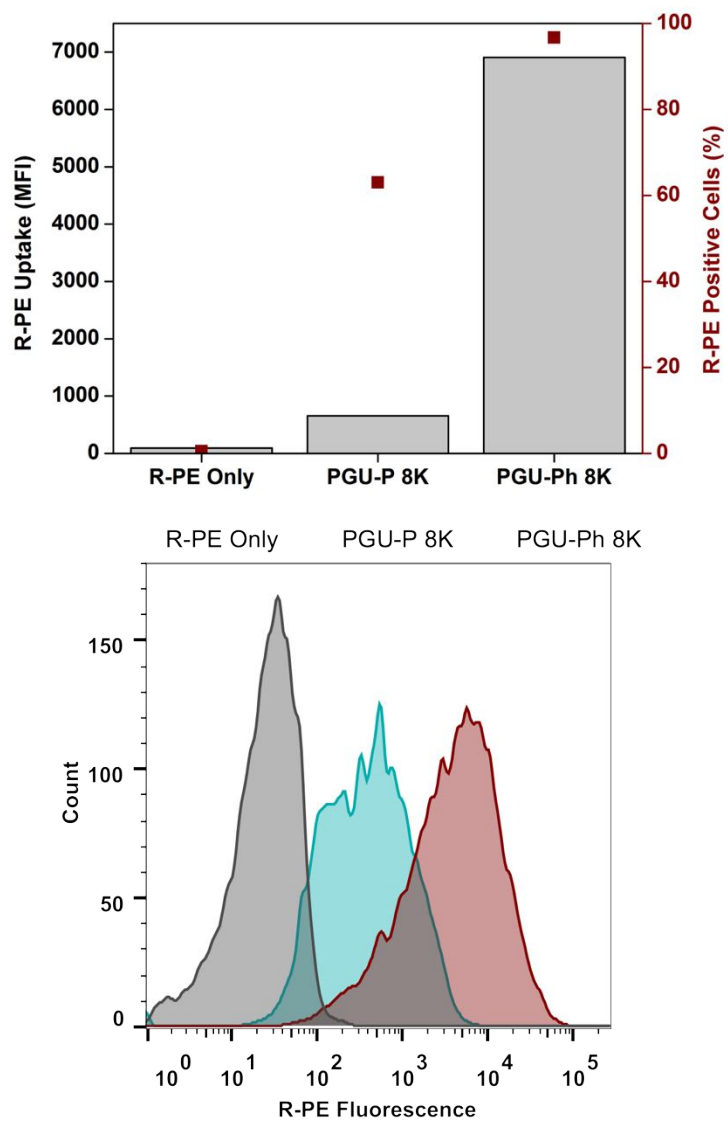 R-PE Uptake (MFI)
7000
6000
5000
4000
3000
2000
1000
0
100
80
60
40
20
0
R-PE Positive Cells (%)
R-PE Only PGU-P 8K PGU-Ph 8K
R-PE Only PGU-P 8K PGU-Ph 8K
Count
150
100
50
0
10^0 10^1 10^2 10^3 10^4 10^5
R-PE Fluorescence